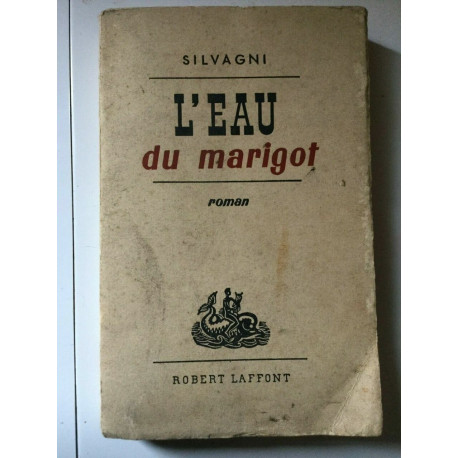 SILVAGNI
L'EAU
du marigot
roman
ROBERT LAFFONT